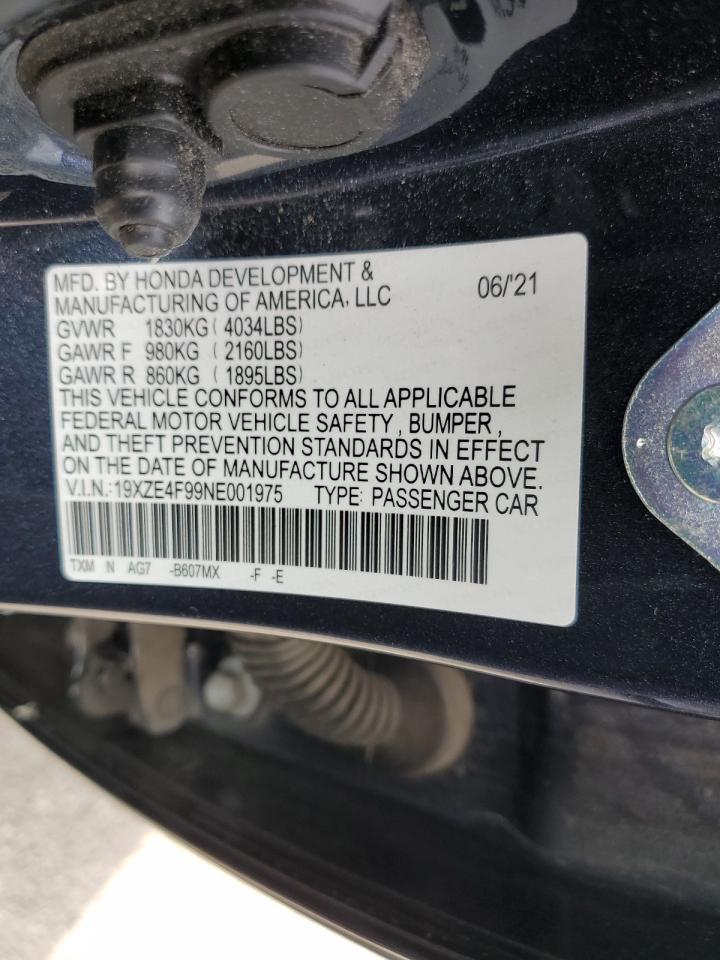 MFD. BY HONDA DEVELOPMENT &
MANUFACTURING OF AMERICA, LLC 06/'21
GVWR 1830KG (4034LBS)
GAWR F 980KG (2160LBS)
GAWR R 860KG (1895LBS)
THIS VEHICLE CONFORMS TO ALL APPLICABLE
FEDERAL MOTOR VEHICLE SAFETY, BUMPER,
AND THEFT PREVENTION STANDARDS IN EFFECT
ON THE DATE OF MANUFACTURE SHOWN ABOVE.
V.I.N.:19XZE4F99NE001975 TYPE: PASSENGER CAR
TXM N AG7 -B607MX -F -E